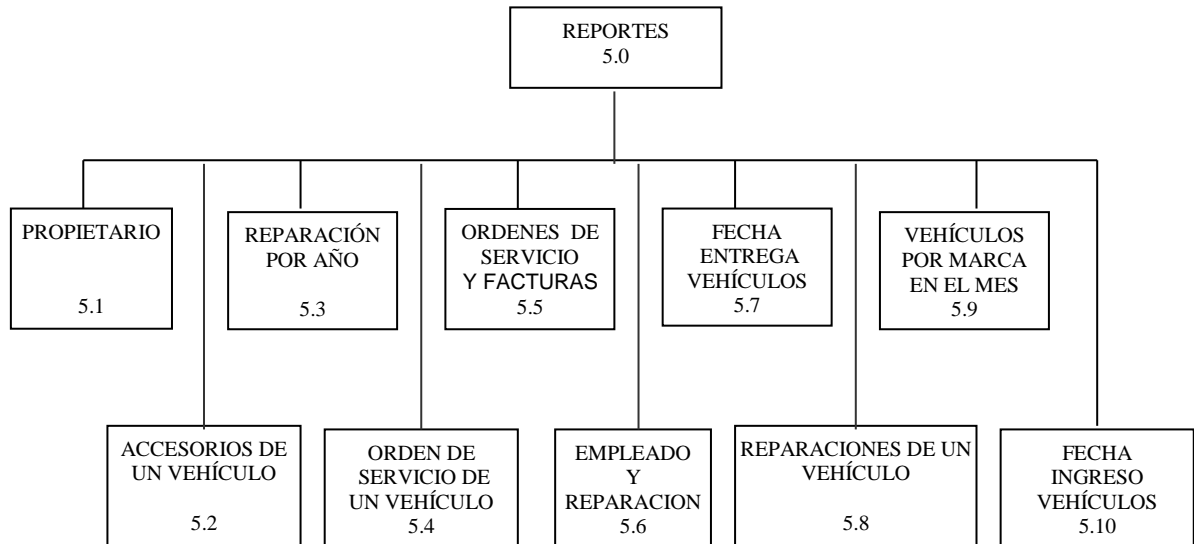 REPORTES
5.0
PROPIETARIO
5.1
REPARACIÓN
POR AÑO
5.3
ORDENES DE
SERVICIO
Y FACTURAS
5.5
FECHA
ENTREGA
VEHÍCULOS
5.7
VEHÍCULOS
POR MARCA
EN EL MES
5.9
ACCESORIOS DE
UN VEHÍCULO
5.2
ORDEN DE
SERVICIO DE
UN VEHÍCULO
5.4
EMPLEADO
Y
REPARACION
5.6
REPARACIONES DE UN
VEHÍCULO
5.8
FECHA
INGRESO
VEHÍCULOS
5.10